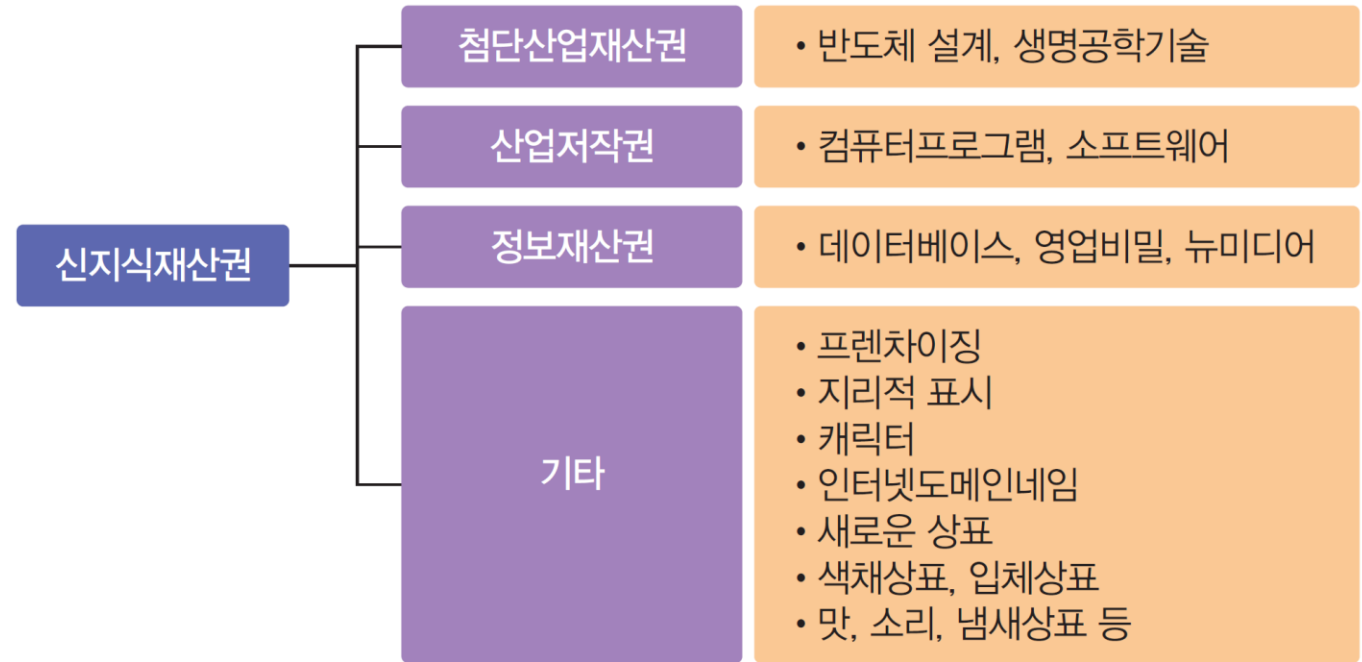 신지식재산권
첨단산업재산권
• 반도체 설계, 생명공학기술
산업저작권
• 컴퓨터프로그램, 소프트웨어
정보재산권
• 데이터베이스, 영업비밀, 뉴미디어
기타
• 프렌차이징
• 지리적 표시
• 캐릭터
• 인터넷도메인네임
• 새로운 상표
• 색채상표, 입체상표
• 맛, 소리, 냄새상표 등